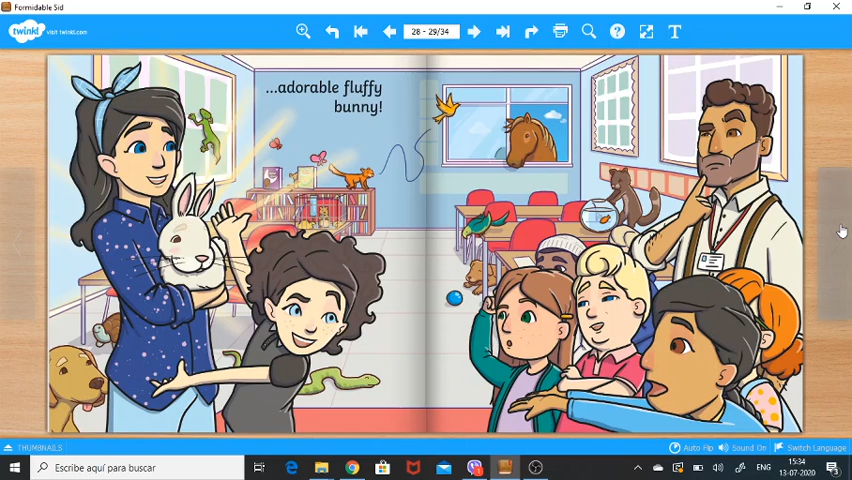 Formidable Sid
twinkl
visit twinkl.com
28 - 29/34
T
...adorable fluffy
bunny!
THUMBNAILS
Auto Flip
Sound On
Switch Language
Escribe aquí para buscar
ENG
15:34
13-07-2020
3